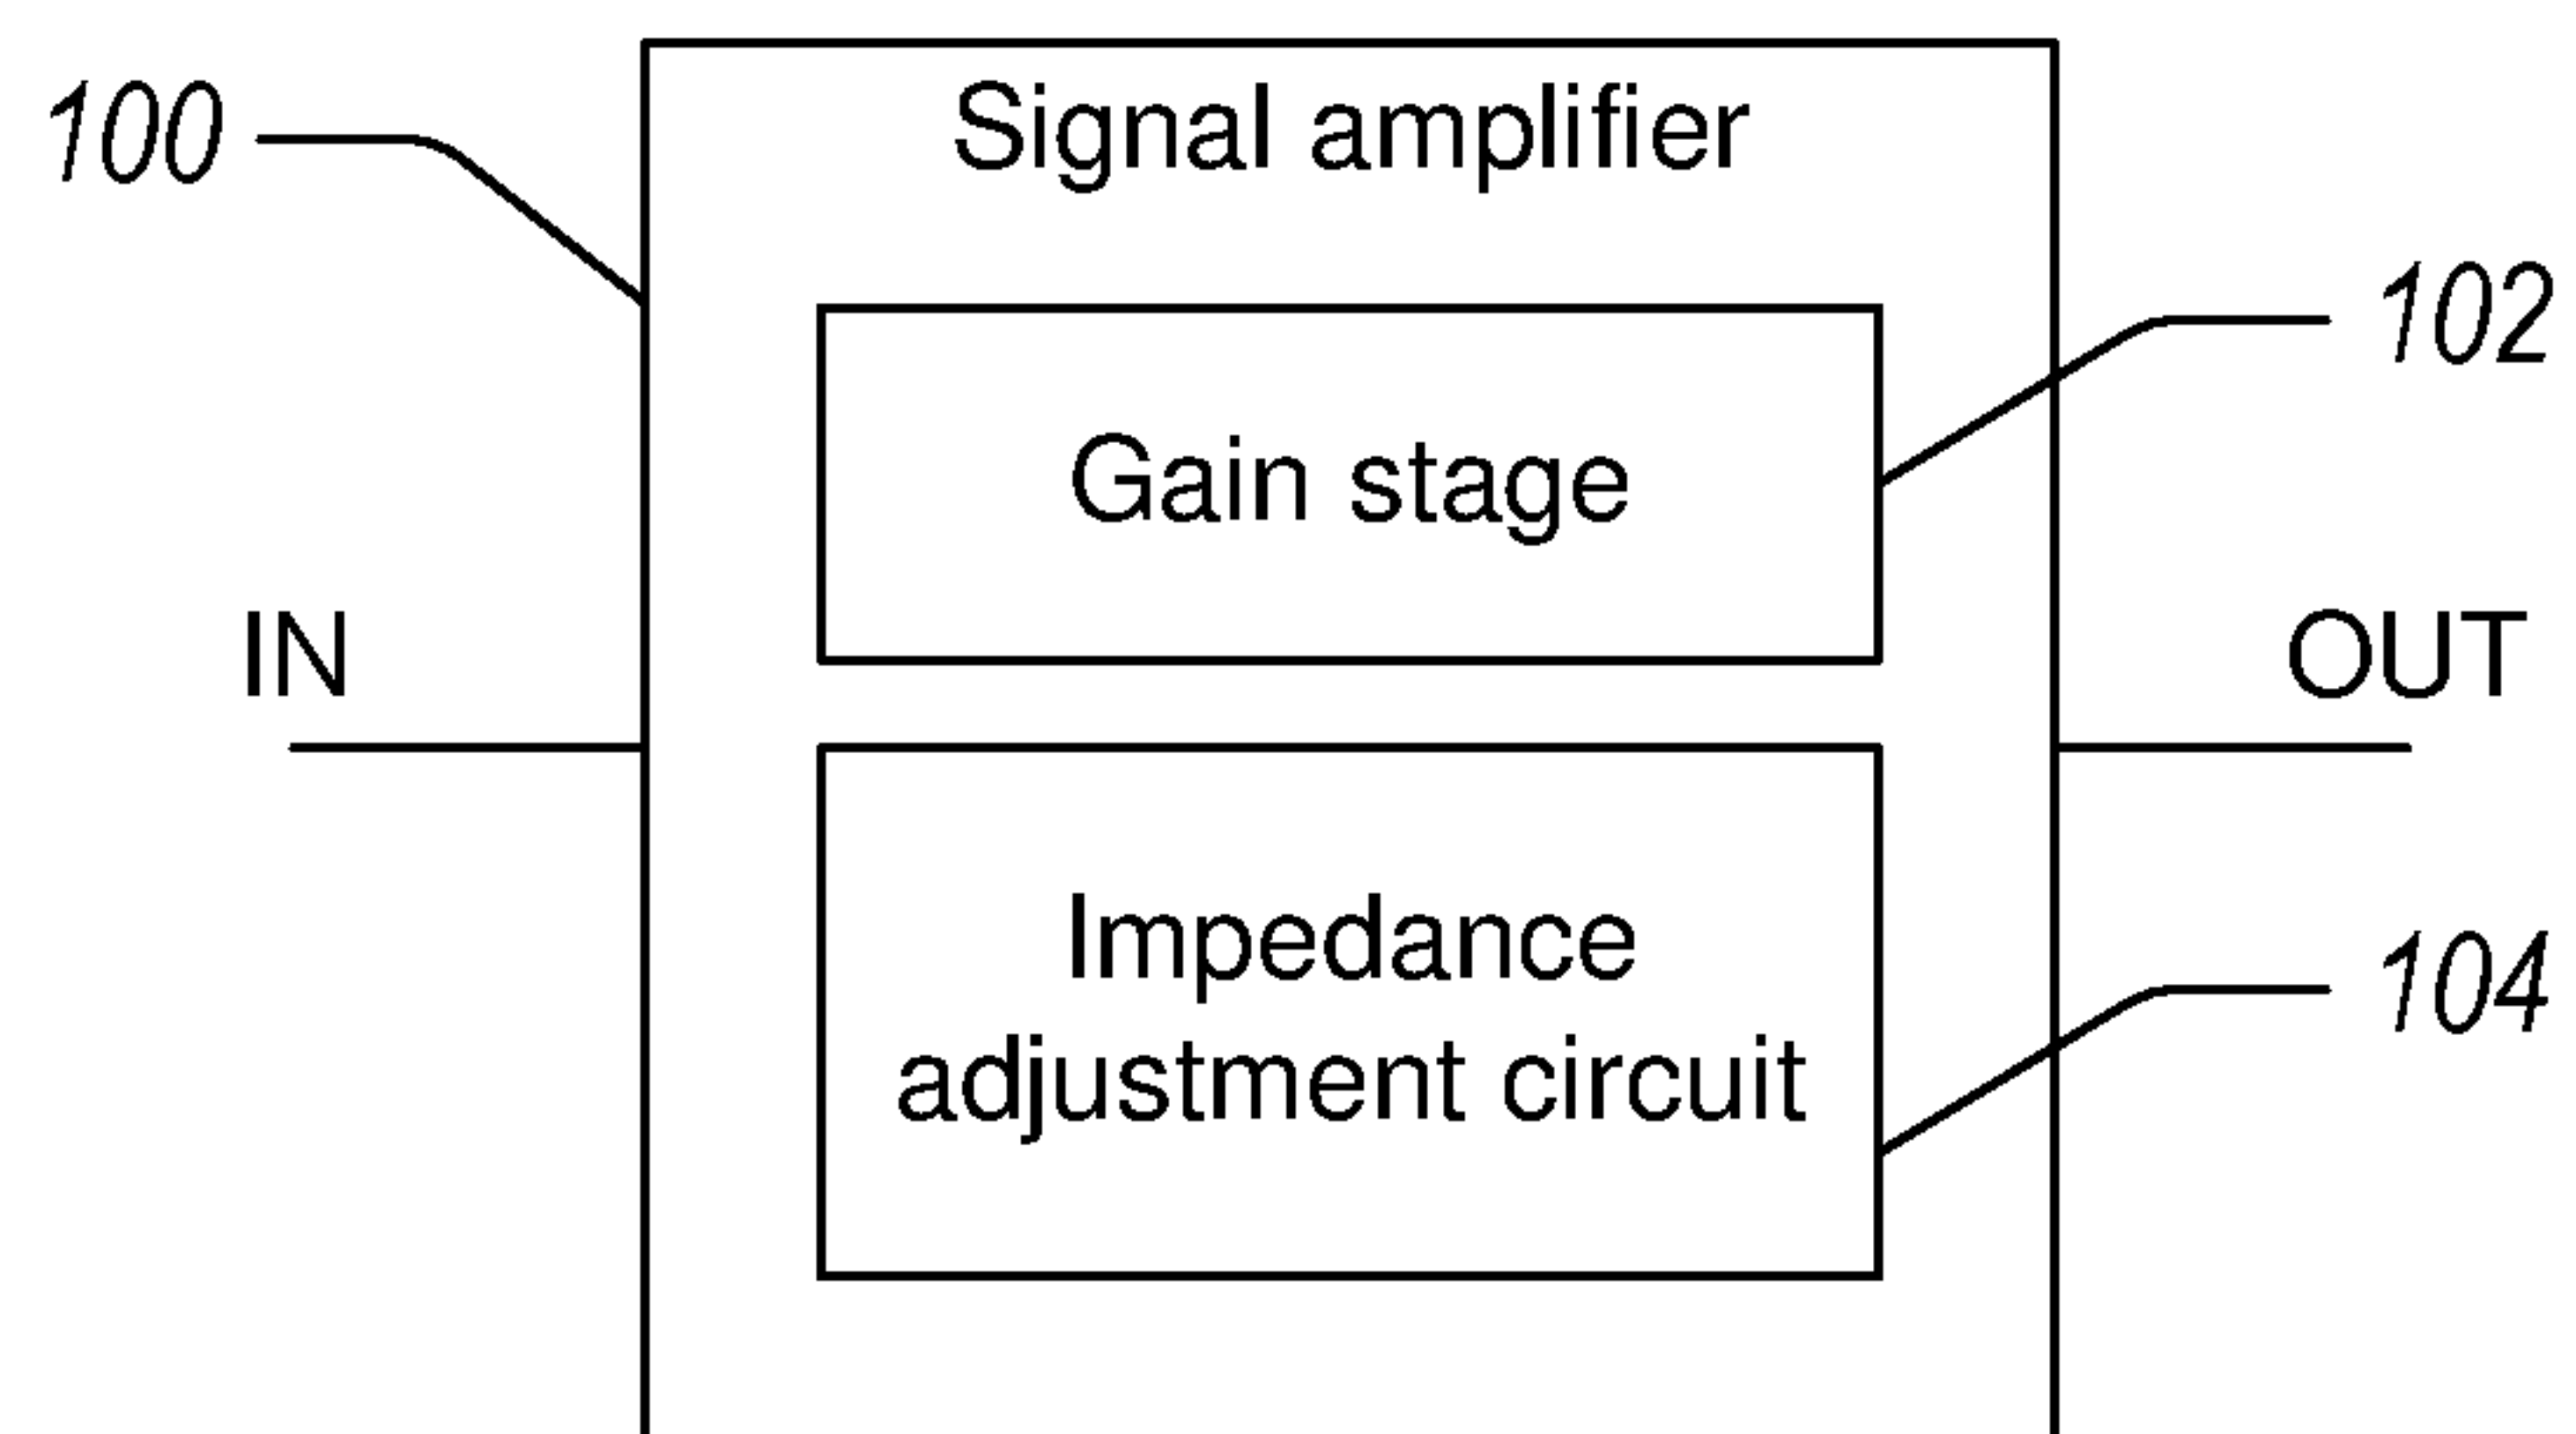 100
Signal amplifier
102
Gain stage
IN
OUT
Impedance
adjustment circuit
104